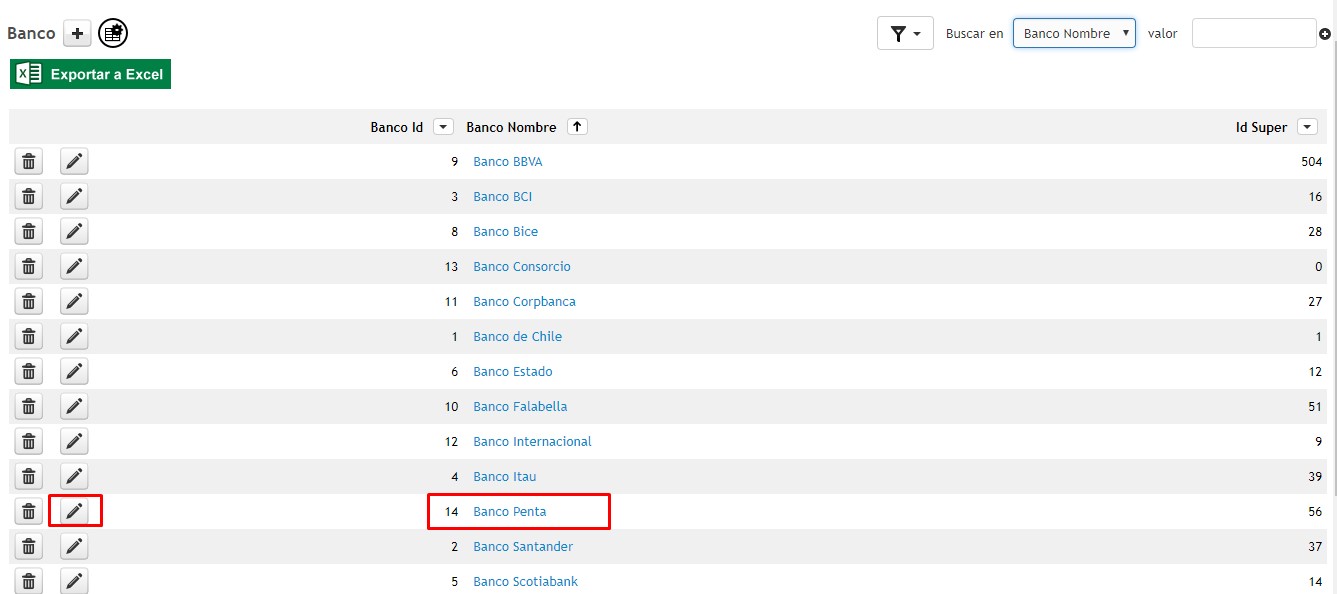 Banco Buscar en Banco Nombre valor
Exportar a Excel
Banco Id Banco Nombre Id Super
9 Banco BBVA 504
3 Banco BCI 16
8 Banco Bice 28
13 Banco Consorcio 0
11 Banco Corpbanca 27
1 Banco de Chile 1
6 Banco Estado 12
10 Banco Falabella 51
12 Banco Internacional 9
4 Banco Itau 39
14 Banco Penta 56
2 Banco Santander 37
5 Banco Scotiabank 14